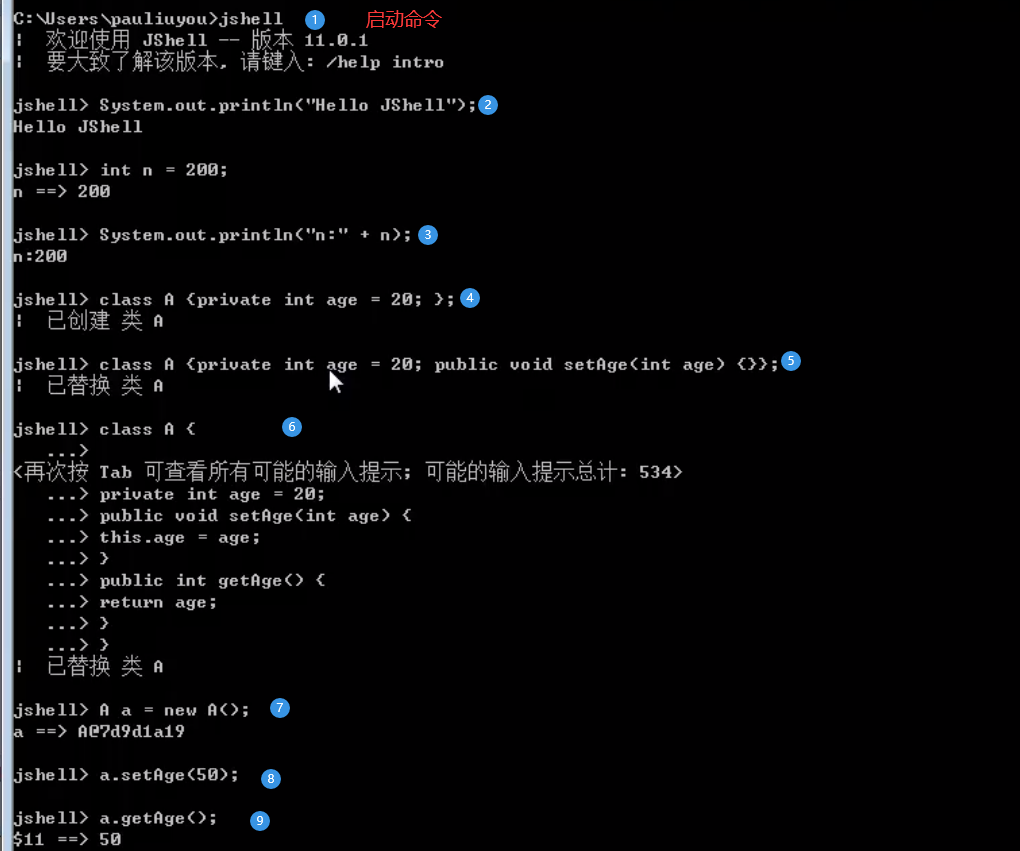 C:\Users\pauliuyou>jshell 1 启动命令
¦  欢迎使用 JShell -- 版本 11.0.1
¦  要大致了解该版本, 请键入: /help intro
jshell> System.out.println("Hello JShell"); 2
Hello JShell
jshell> int n = 200;
n ==> 200
jshell> System.out.println("n:" + n); 3
n:200
jshell> class A {private int age = 20; }; 4
¦  已创建 类 A
jshell> class A {private int age = 20; public void setAge(int age) {}}; 5
¦  已替换 类 A
jshell> class A { 6
   ...>
<再次按 Tab 可查看所有可能的输入提示; 可能的输入提示总计: 534>
   ...> private int age = 20;
   ...> public void setAge(int age) {
   ...> this.age = age;
   ...> }
   ...> public int getAge() {
   ...> return age;
   ...> }
   ...> }
¦  已替换 类 A
jshell> A a = new A(); 7
a ==> A@7d9d1a19
jshell> a.setAge(50); 8
jshell> a.getAge(); 9
$11 ==> 50